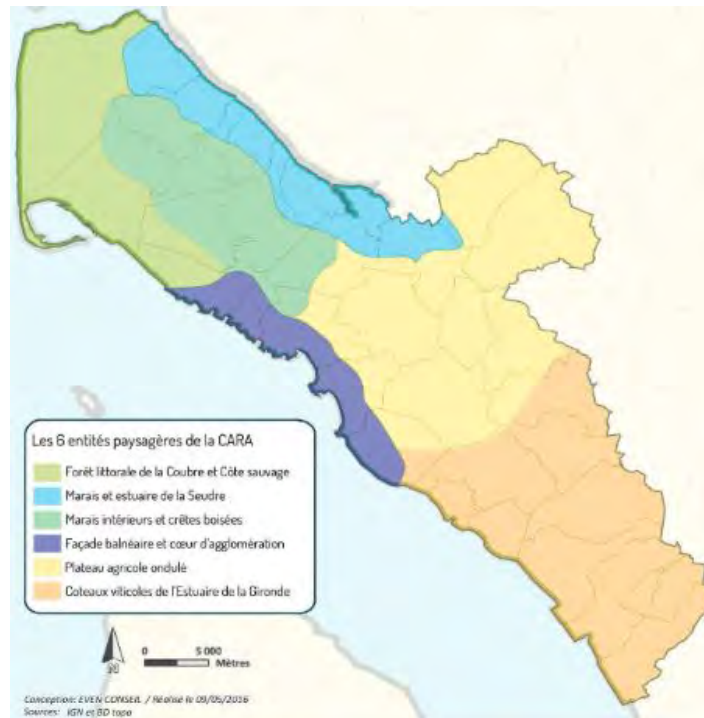 Les 6 entités paysagères de la CARA
Forêt littorale de la Coubre et Côte sauvage
Marais et estuaire de la Seudre
Marais intérieurs et crêtes boisées
Façade balnéaire et cœur d'agglomération
Plateau agricole ondulé
Coteaux viticoles de l'Estuaire de la Gironde
N
0 5 000
Mètres
Conception: EVEN CONSEIL / Réalisé le 09/05/2016
Sources: IGN et BD topo